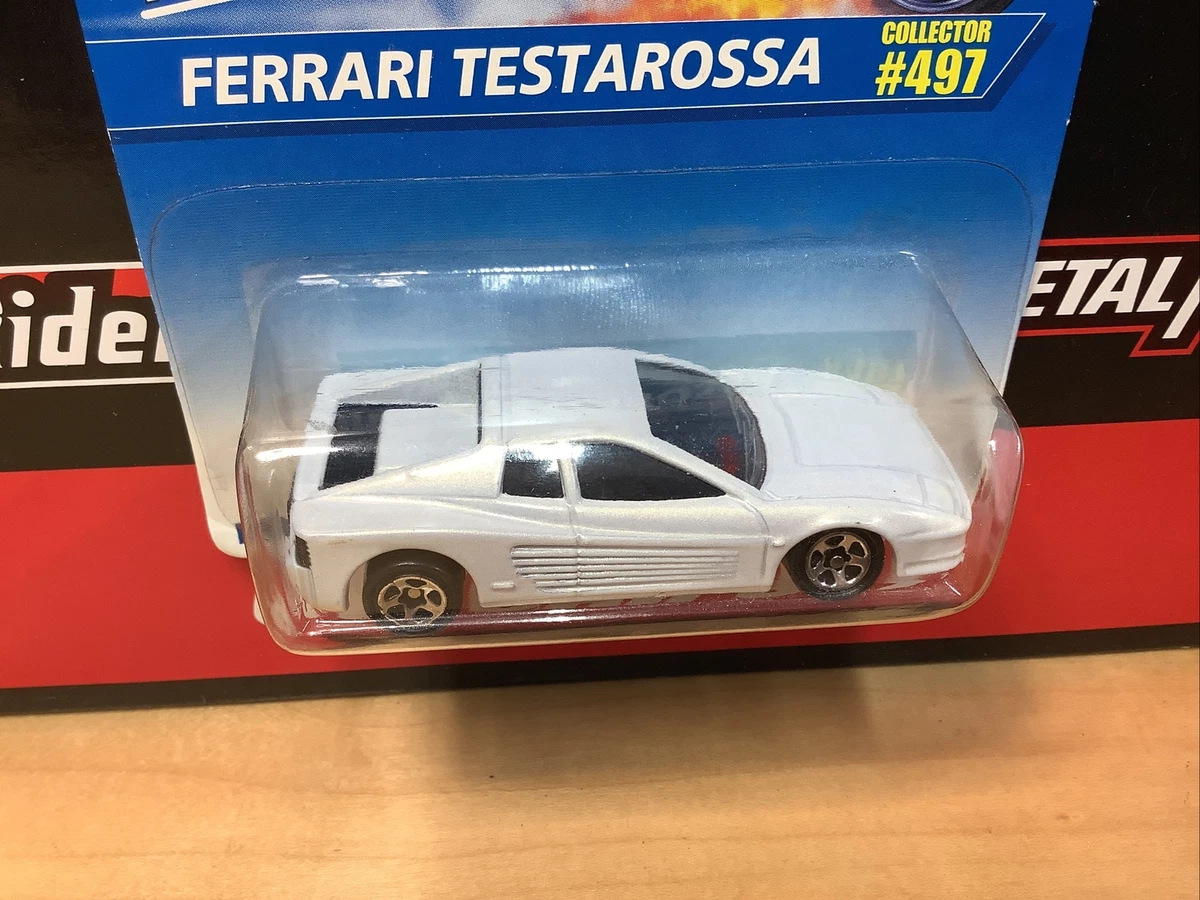 FERRARI TESTAROSSA
COLLECTOR
#497
ider
ETAL